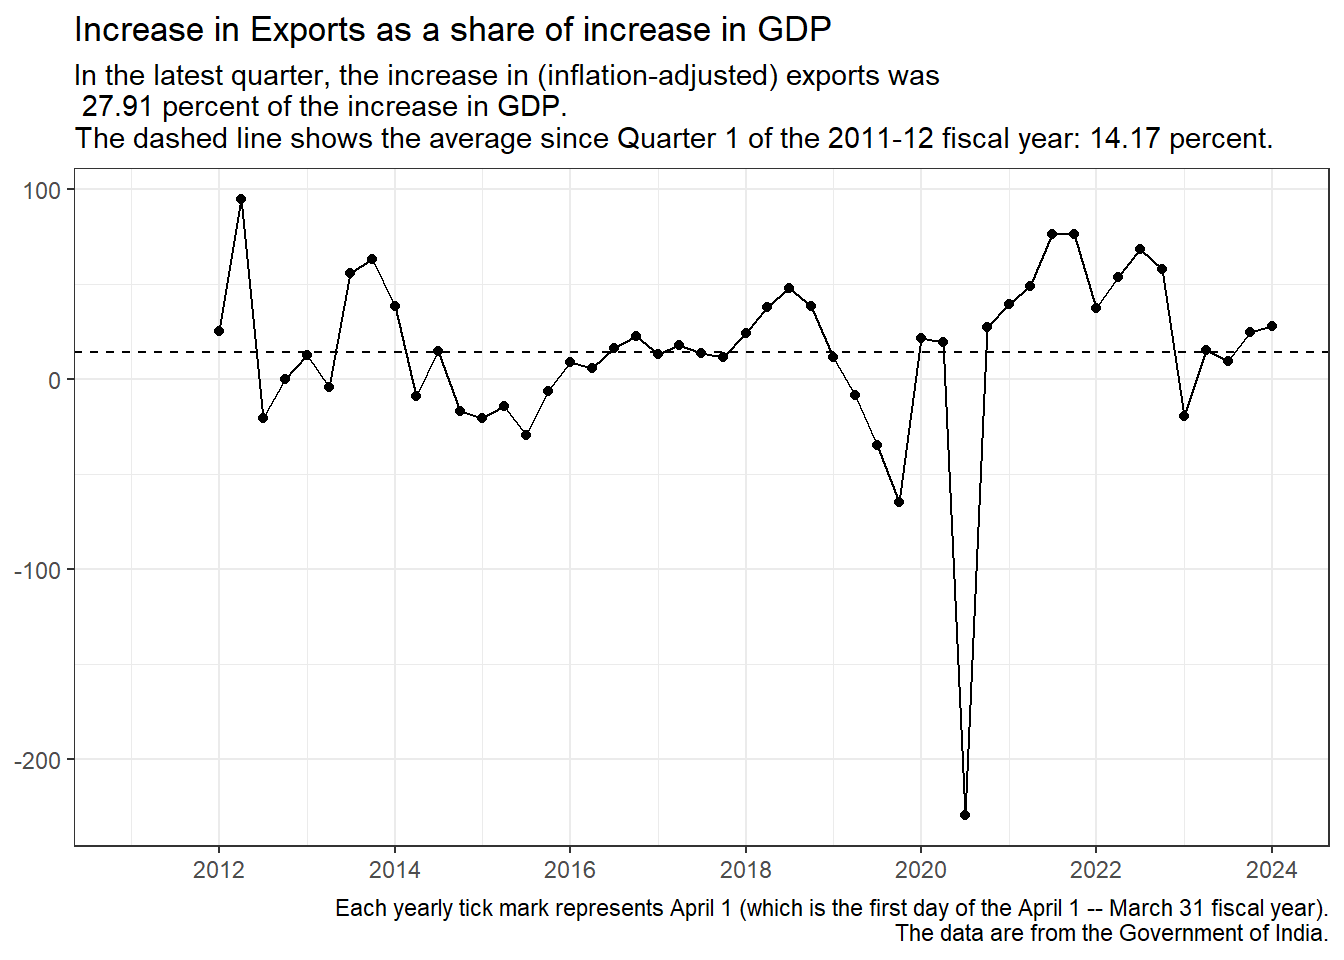 Increase in Exports as a share of increase in GDP
In the latest quarter, the increase in (inflation-adjusted) exports was
27.91 percent of the increase in GDP.
The dashed line shows the average since Quarter 1 of the 2011-12 fiscal year: 14.17 percent.
100
0
-100
-200
2012 2014 2016 2018 2020 2022 2024
Each yearly tick mark represents April 1 (which is the first day of the April 1 -- March 31 fiscal year).
The data are from the Government of India.